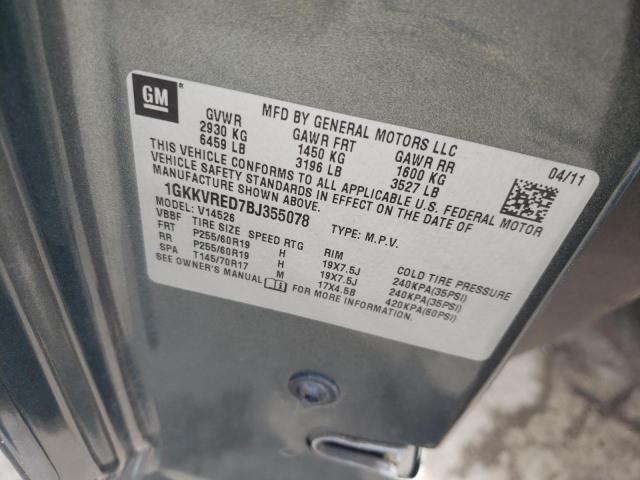 GM
MFD BY GENERAL MOTORS LLC
04/11
GVWR GAWR FRT GAWR RR
2930 KG 1450 KG 1600 KG
6459 LB 3196 LB 3527 LB
THIS VEHICLE CONFORMS TO ALL APPLICABLE U.S. FEDERAL MOTOR
VEHICLE SAFETY STANDARDS IN EFFECT ON THE DATE OF
MANUFACTURE SHOWN ABOVE.
1GKKVRED7BJ355078 TYPE: M.P.V.
MODEL: V14526
VBBF TIRE SIZE SPEED RTG RIM COLD TIRE PRESSURE
FRT P255/60R19 H 19X7.5J 240KPA(35PSI)
RR P255/60R19 H 19X7.5J 240KPA(35PSI)
SPA T145/70R17 M 17X4.5B 420KPA(60PSI)
SEE OWNER'S MANUAL FOR MORE INFORMATION.